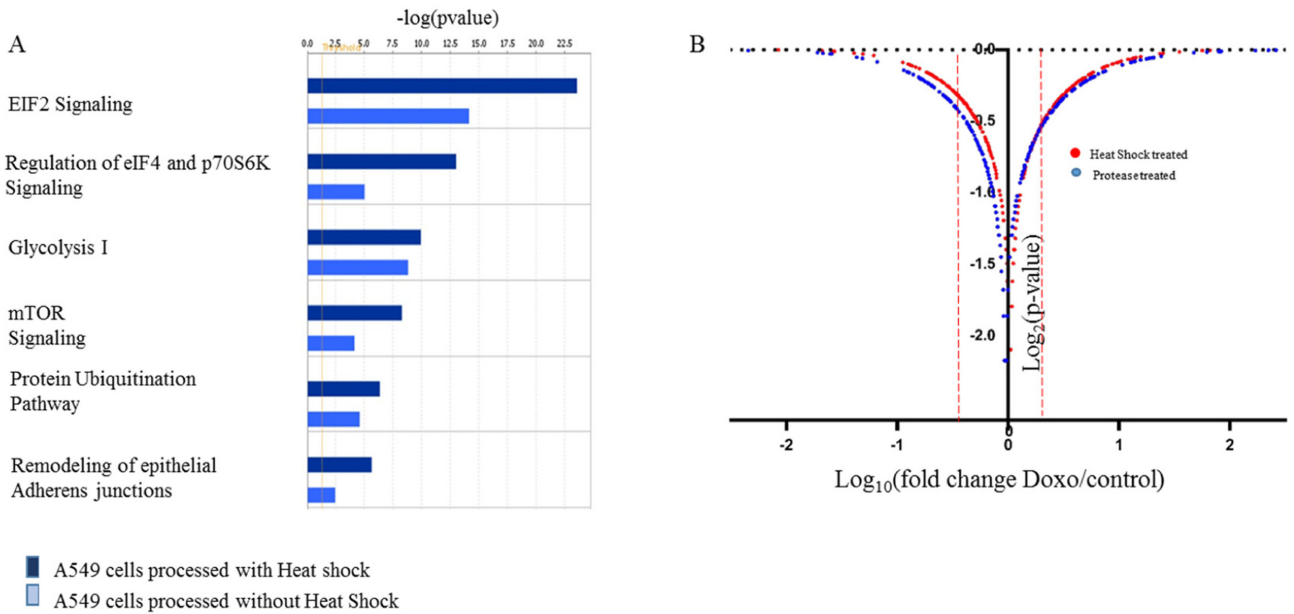 A
-log(pvalue)
0.0 2.5 5.0 7.5 10.0 12.5 15.0 17.5 20.0 22.5
Threshold
EIF2 Signaling
Regulation of eIF4 and p70S6K
Signaling
Glycolysis I
mTOR
Signaling
Protein Ubiquitination
Pathway
Remodeling of epithelial
Adherens junctions
A549 cells processed with Heat shock
A549 cells processed without Heat Shock
B
0.0
-0.5
-1.0
-1.5
-2.0
Log2(p-value)
Heat Shock treated
Protease treated
-2 -1 0 1 2
Log10(fold change Doxo/control)